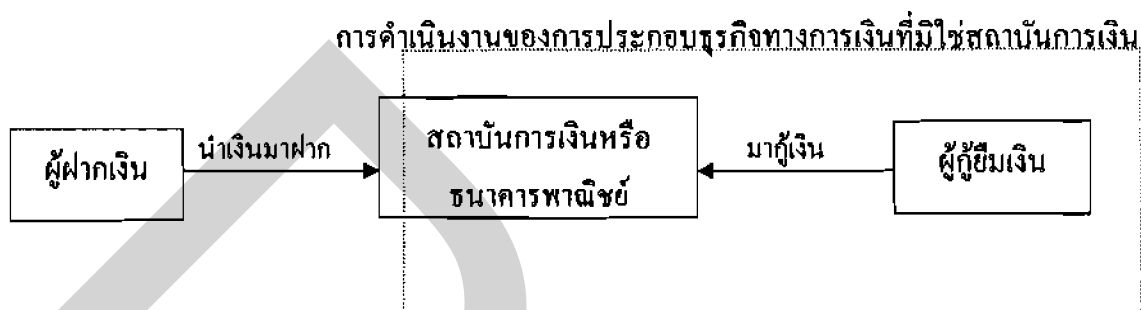 การดำเนินงานของการประกอบธุรกิจทางการเงินที่มิใช่สถาบันการเงิน
ผู้ฝากเงิน
นำเงินมาฝาก
สถาบันการเงินหรือ
ธนาคารพาณิชย์
มากู้เงิน
ผู้กู้ยืมเงิน